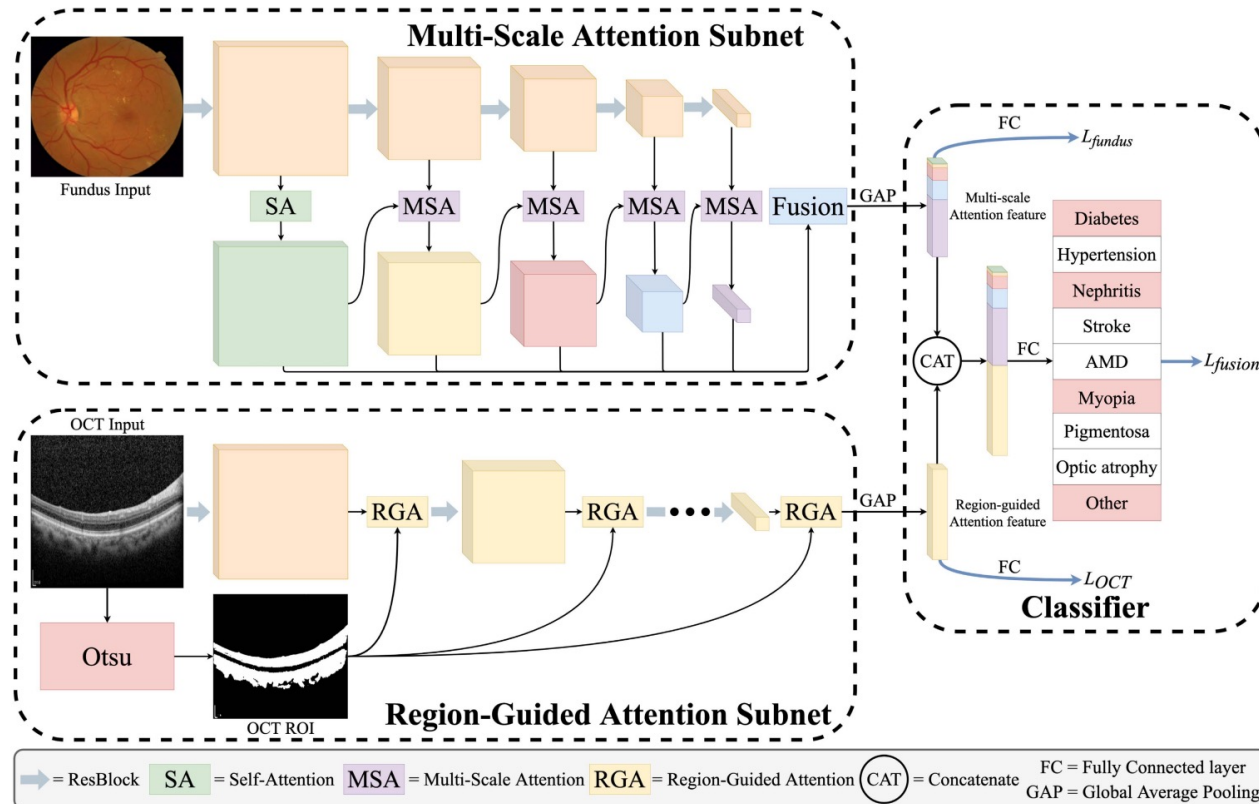 Multi-Scale Attention Subnet
Fundus Input
SA
MSA
MSA
MSA
MSA
Fusion
GAP
OCT Input
RGA
RGA
RGA
GAP
Otsu
OCT ROI
Region-Guided Attention Subnet
FC
L_fundus
Multi-scale
Attention feature
CAT
FC
Diabetes
Hypertension
Nephritis
Stroke
AMD
Myopia
Pigmentosa
Optic atrophy
Other
L_fusion
Region-guided
Attention feature
FC
L_OCT
Classifier
= ResBlock
SA = Self-Attention
MSA = Multi-Scale Attention
RGA = Region-Guided Attention
CAT = Concatenate
FC = Fully Connected layer
GAP = Global Average Pooling